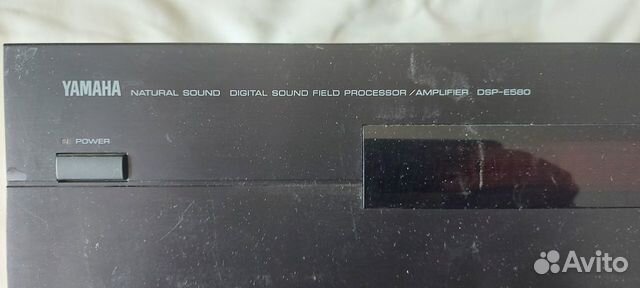 YAMAHA NATURAL SOUND DIGITAL SOUND FIELD PROCESSOR/AMPLIFIER DSP-E580
POWER
Avito